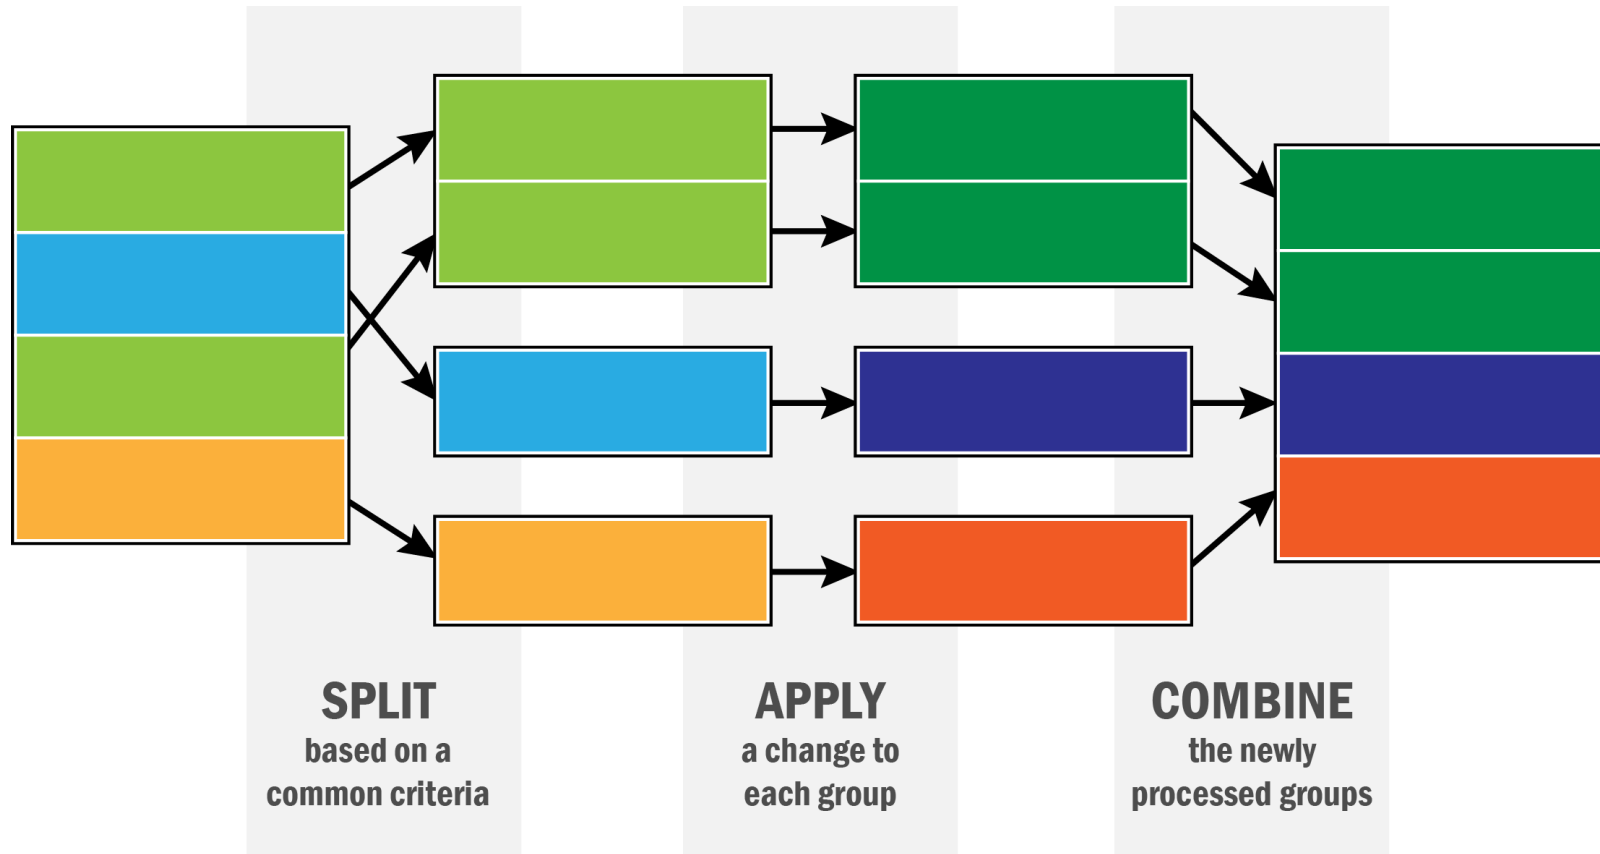 SPLIT
based on a
common criteria
APPLY
a change to
each group
COMBINE
the newly
processed groups